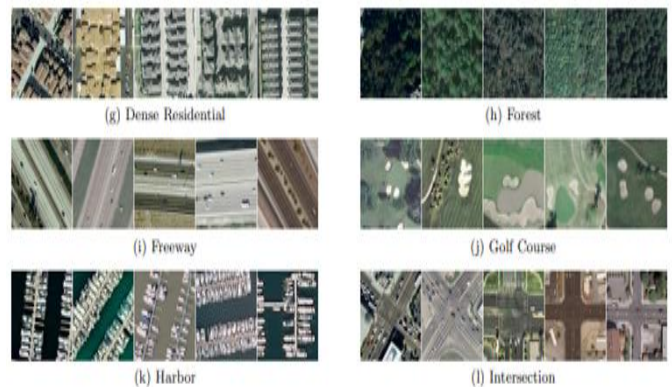 (g) Dense Residential
(h) Forest
(i) Freeway
(j) Golf Course
(k) Harbor
(l) Intersection